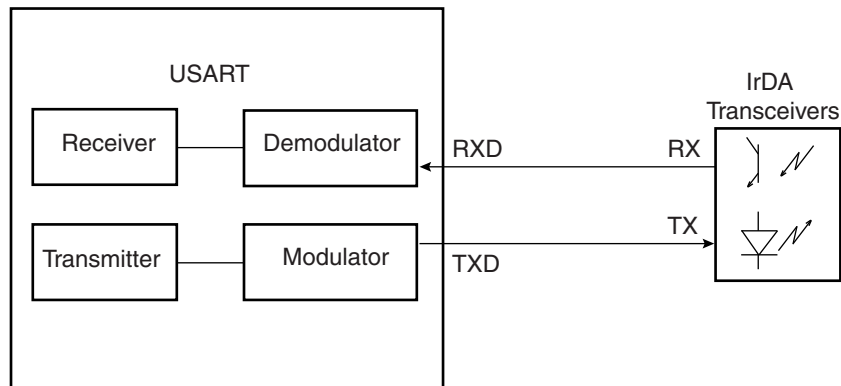 USART
IrDA
Transceivers
Receiver
Demodulator
RXD
RX
Transmitter
Modulator
TXD
TX